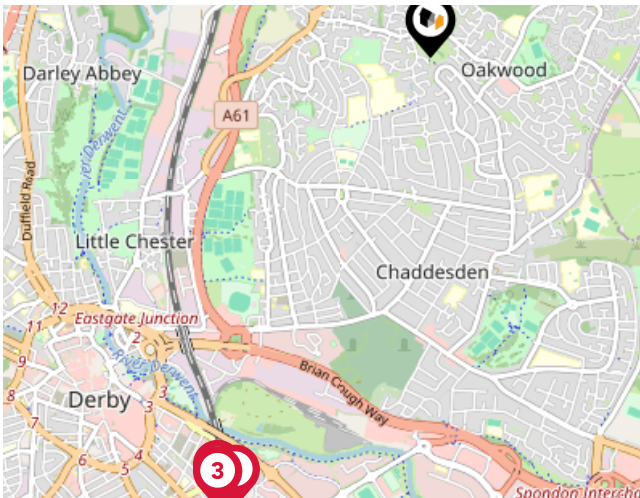 Darley Abbey
Oakwood
A61
River Derwent
Duffield Road
Little Chester
Chaddesden
12
11
Eastgate Junction
2
9
River Derwent
Brian Clough Way
8
Derby
3
7
3
6
5
4
3
Spondon Intersh